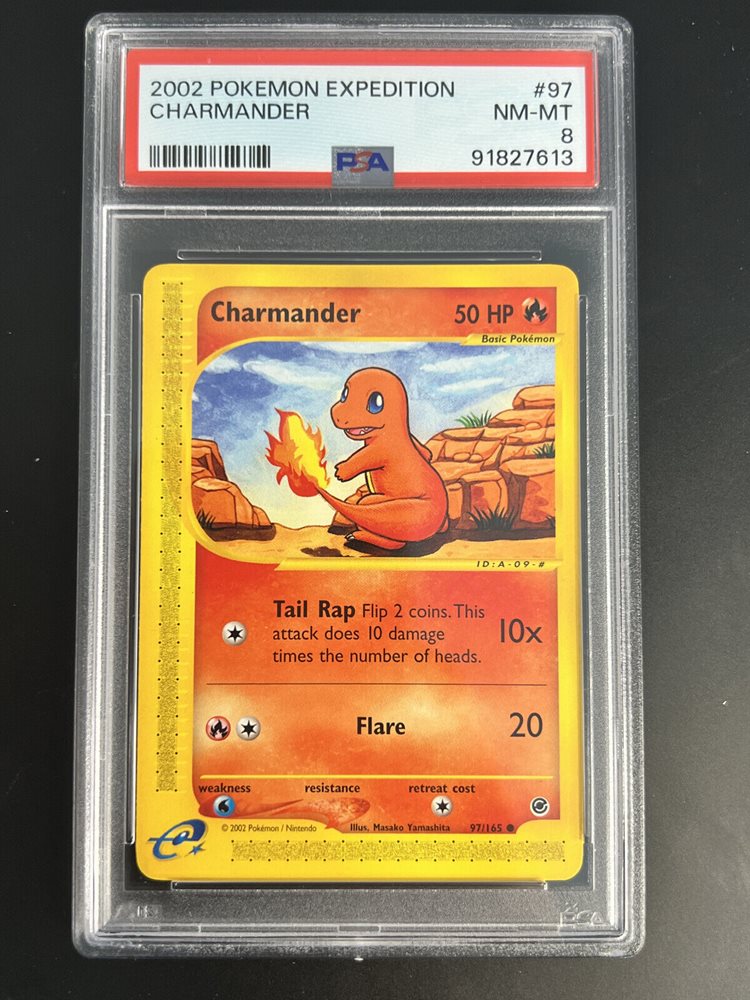 2002 POKEMON EXPEDITION #97
CHARMANDER NM-MT
8
PSA 91827613
Charmander 50 HP
Basic Pokémon
ID:A-09-#
Tail Rap Flip 2 coins. This
attack does 10 damage 10x
times the number of heads.
Flare 20
weakness resistance retreat cost
© 2002 Pokémon / Nintendo Illus, Masako Yamashita 97/165
e